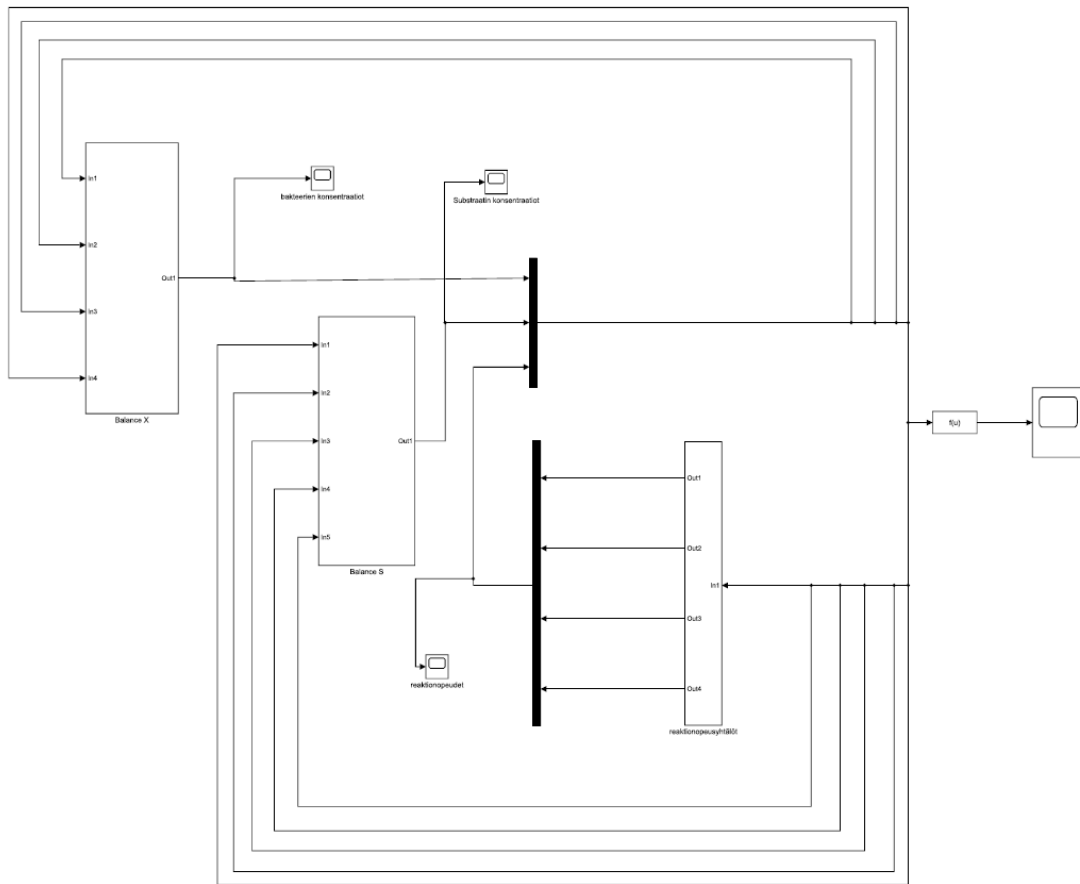 In1
In2
In3
In4
Out1
Balance X
bakteerien konsentraatiot
Substraatin konsentraatiot
In1
In2
In3
In4
In5
Out1
Balance S
reaktionopeudet
Out1
Out2
Out3
Out4
In1
reaktionopeusyhtälöt
f(u)